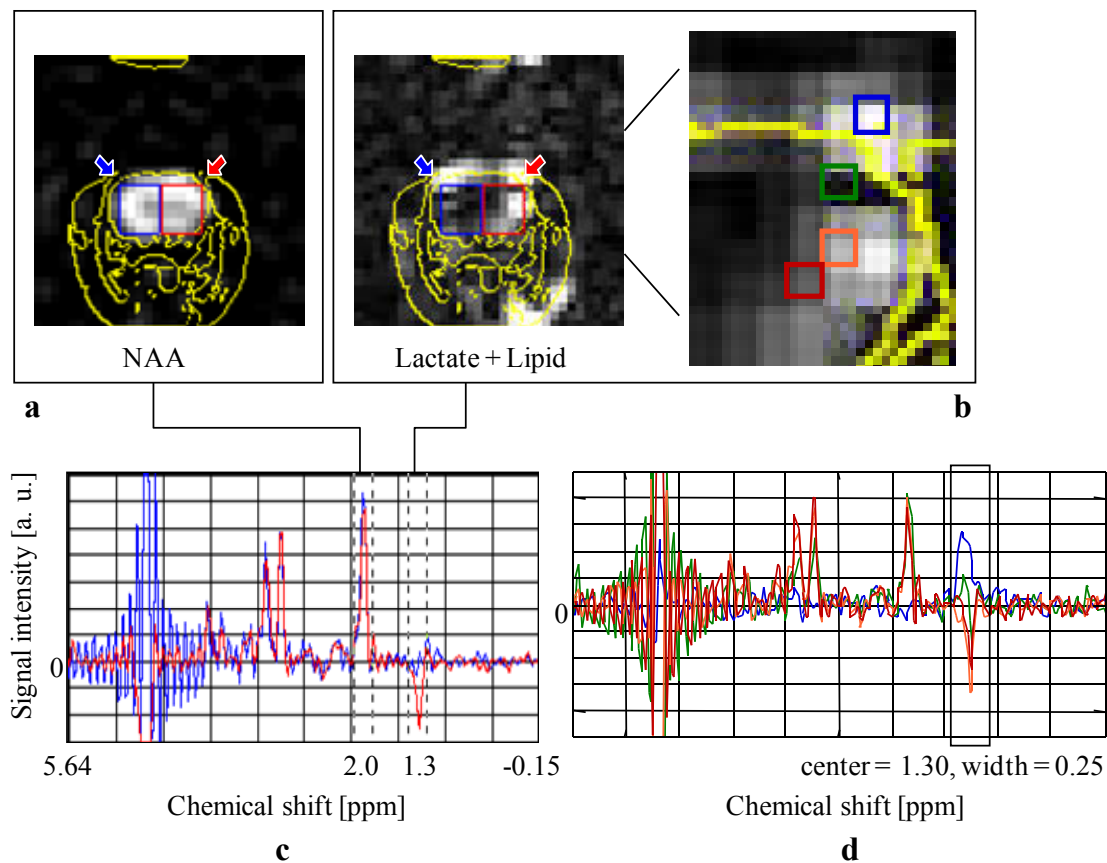 NAA
Lactate + Lipid
a
b
Signal intensity [a. u.]
0
5.64
2.0
1.3
-0.15
Chemical shift [ppm]
c
0
center = 1.30, width = 0.25
Chemical shift [ppm]
d